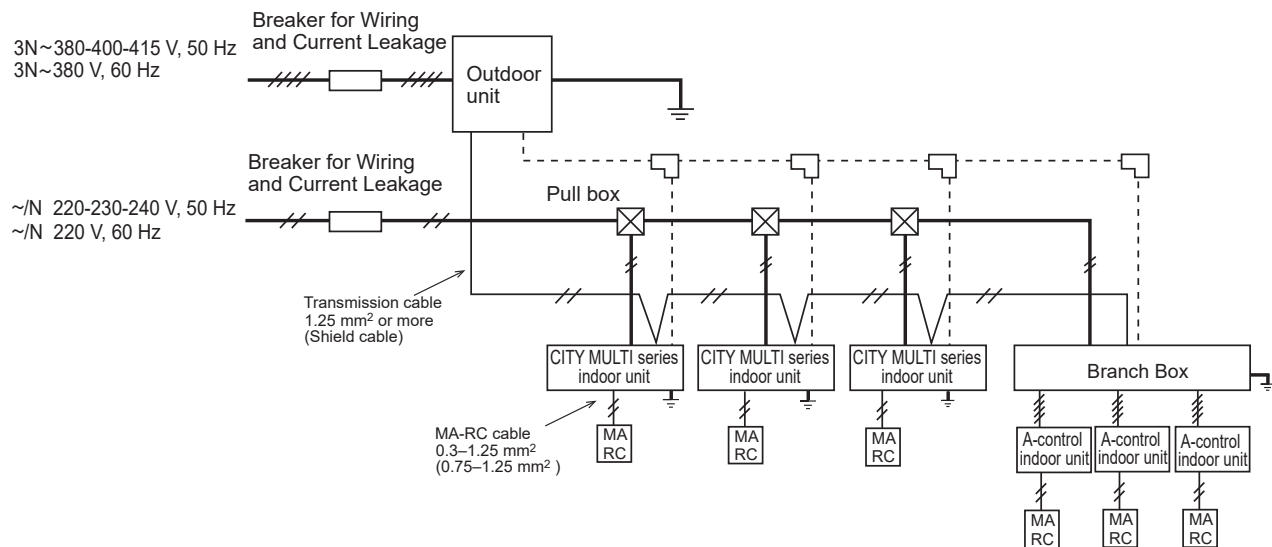 Breaker for Wiring
and Current Leakage
3N~380-400-415 V, 50 Hz
3N~380 V, 60 Hz
Outdoor
unit
Breaker for Wiring
and Current Leakage
Pull box
~/N 220-230-240 V, 50 Hz
~/N 220 V, 60 Hz
Transmission cable
1.25 mm² or more
(Shield cable)
CITY MULTI series
indoor unit
CITY MULTI series
indoor unit
CITY MULTI series
indoor unit
Branch Box
MA-RC cable
0.3–1.25 mm²
(0.75–1.25 mm² )
MA
RC
MA
RC
MA
RC
A-control
indoor unit
A-control
indoor unit
A-control
indoor unit
MA
RC
MA
RC
MA
RC